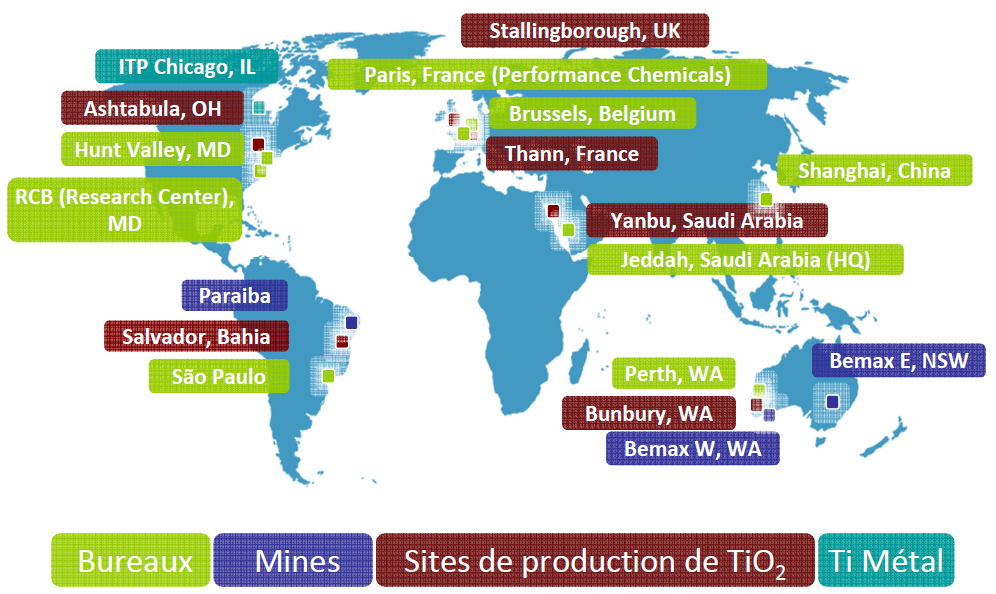 Stallingborough, UK
ITP Chicago, IL
Paris, France (Performance Chemicals)
Ashtabula, OH
Brussels, Belgium
Hunt Valley, MD
Thann, France
Shanghai, China
RCB (Research Center),
MD
Yanbu, Saudi Arabia
Jeddah, Saudi Arabia (HQ)
Paraiba
Salvador, Bahia
Bemax E, NSW
São Paulo
Perth, WA
Bunbury, WA
Bemax W, WA
Bureaux
Mines
Sites de production de TiO₂
Ti Métal